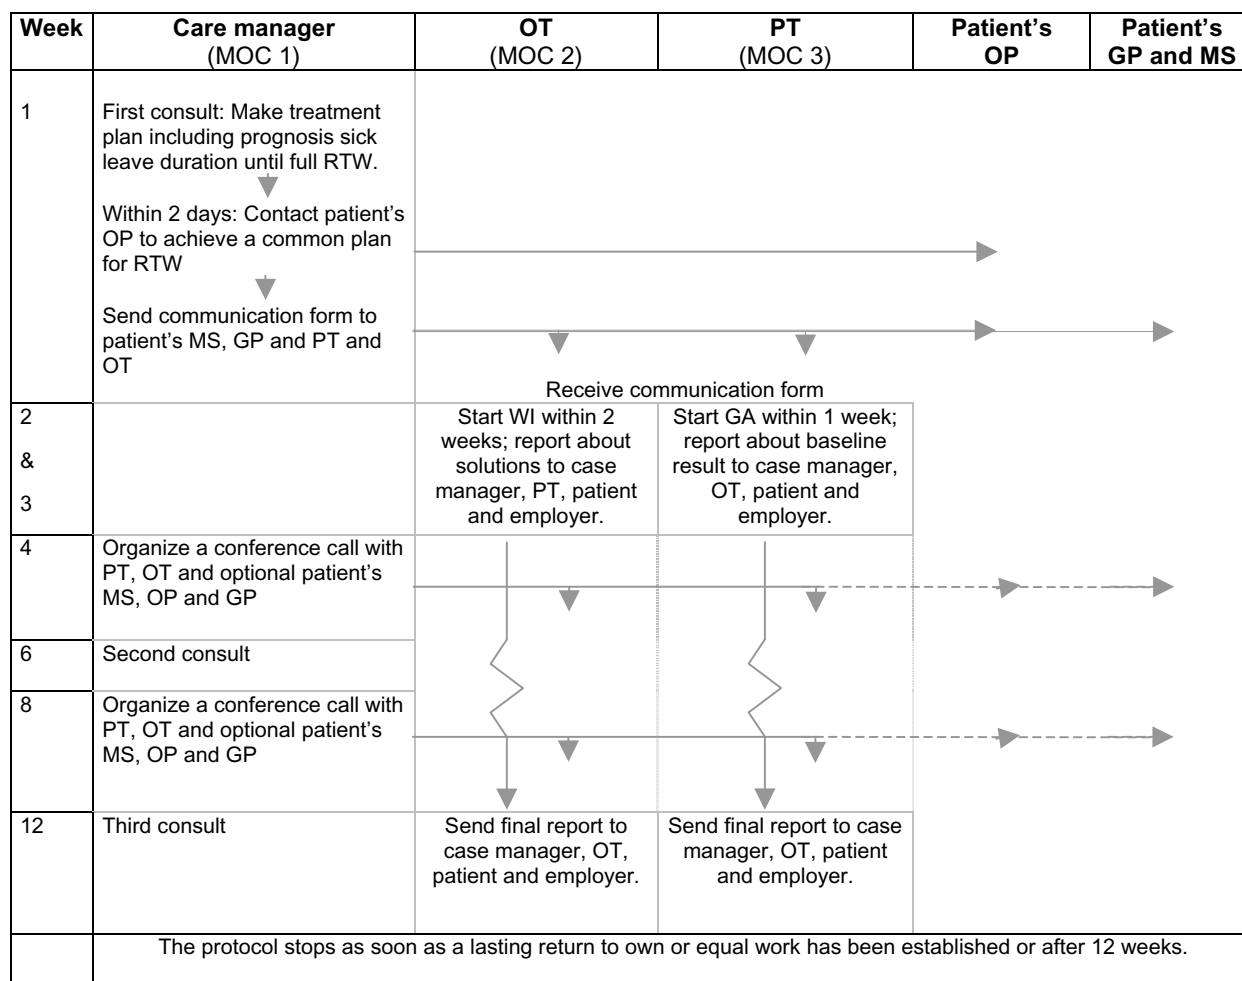 Week
Care manager
(MOC 1)
OT
(MOC 2)
PT
(MOC 3)
Patient's
OP
Patient's
GP and MS
1
First consult: Make treatment
plan including prognosis sick
leave duration until full RTW.
Within 2 days: Contact patient's
OP to achieve a common plan
for RTW
Send communication form to
patient's MS, GP and PT and
OT
Receive communication form
2
&
3
Start WI within 2
weeks; report about
solutions to case
manager, PT, patient
and employer.
Start GA within 1 week;
report about baseline
result to case manager,
OT, patient and
employer.
4
Organize a conference call with
PT, OT and optional patient's
MS, OP and GP
6
Second consult
8
Organize a conference call with
PT, OT and optional patient's
MS, OP and GP
12
Third consult
Send final report to
case manager, OT,
patient and employer.
Send final report to case
manager, OT, patient
and employer.
The protocol stops as soon as a lasting return to own or equal work has been established or after 12 weeks.